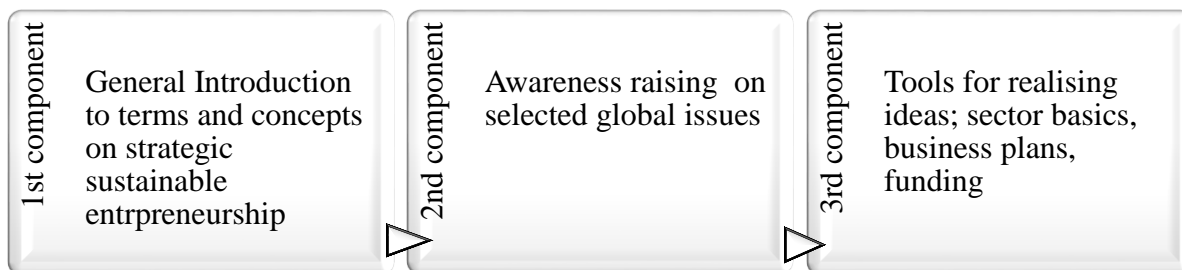 1st component
General Introduction
to terms and concepts
on strategic
sustainable
entrpreneurship
2nd component
Awareness raising on
selected global issues
3rd component
Tools for realising
ideas; sector basics,
business plans,
funding